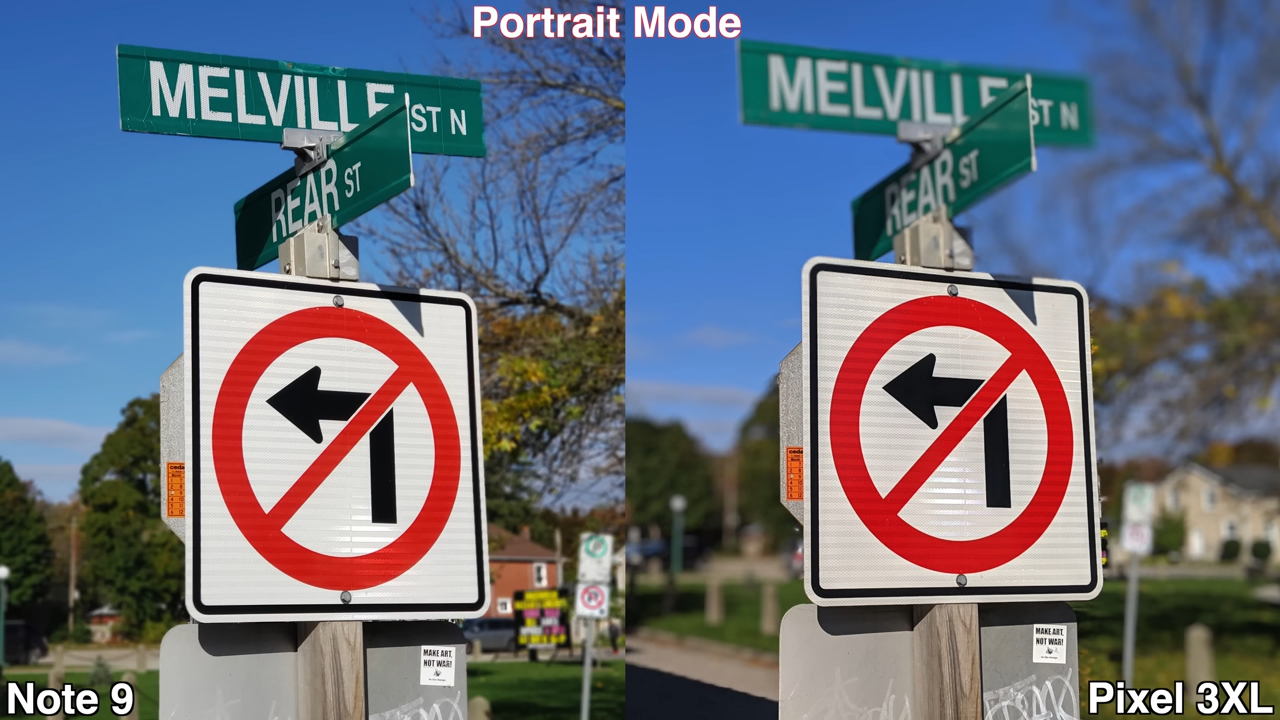 Portrait Mode
MELVILLE ST N
REAR ST
MAKE ART,
NOT WAR!
Note 9
MELVILLE ST N
REAR ST
MAKE ART,
NOT WAR!
Pixel 3XL